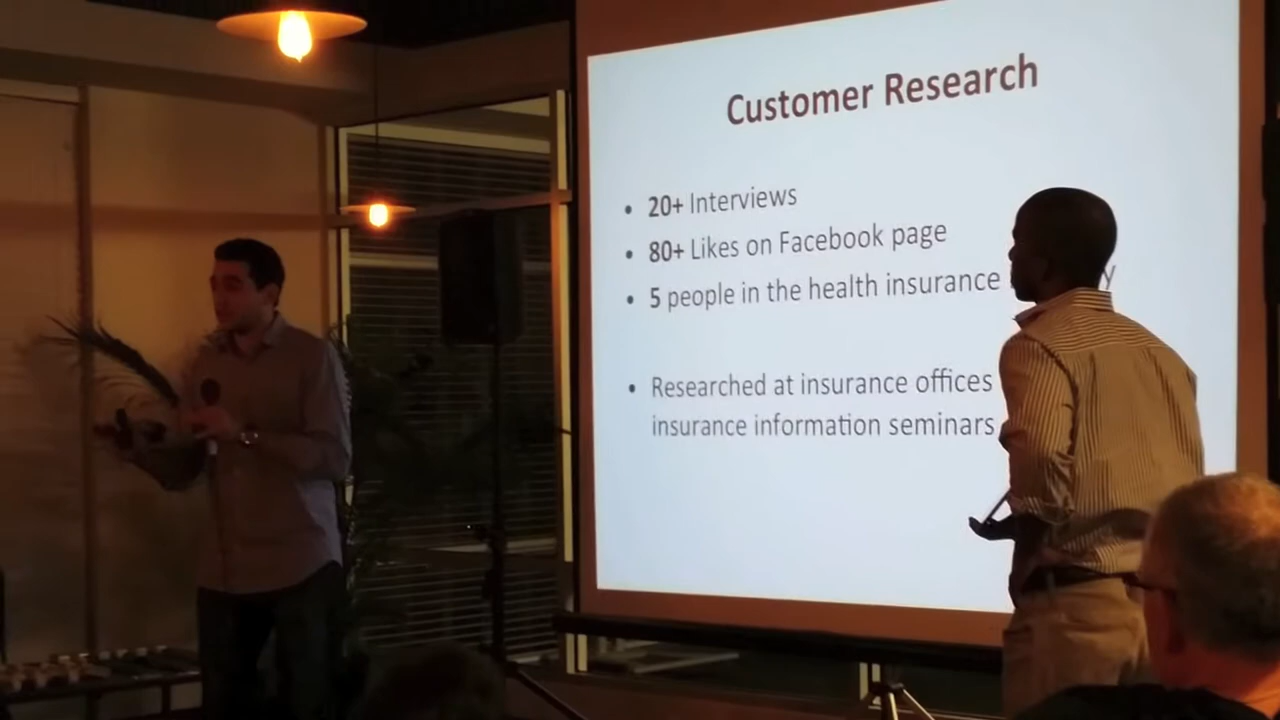 Customer Research
• 20+ Interviews
• 80+ Likes on Facebook page
• 5 people in the health insurance
• Researched at insurance offices
insurance information seminars